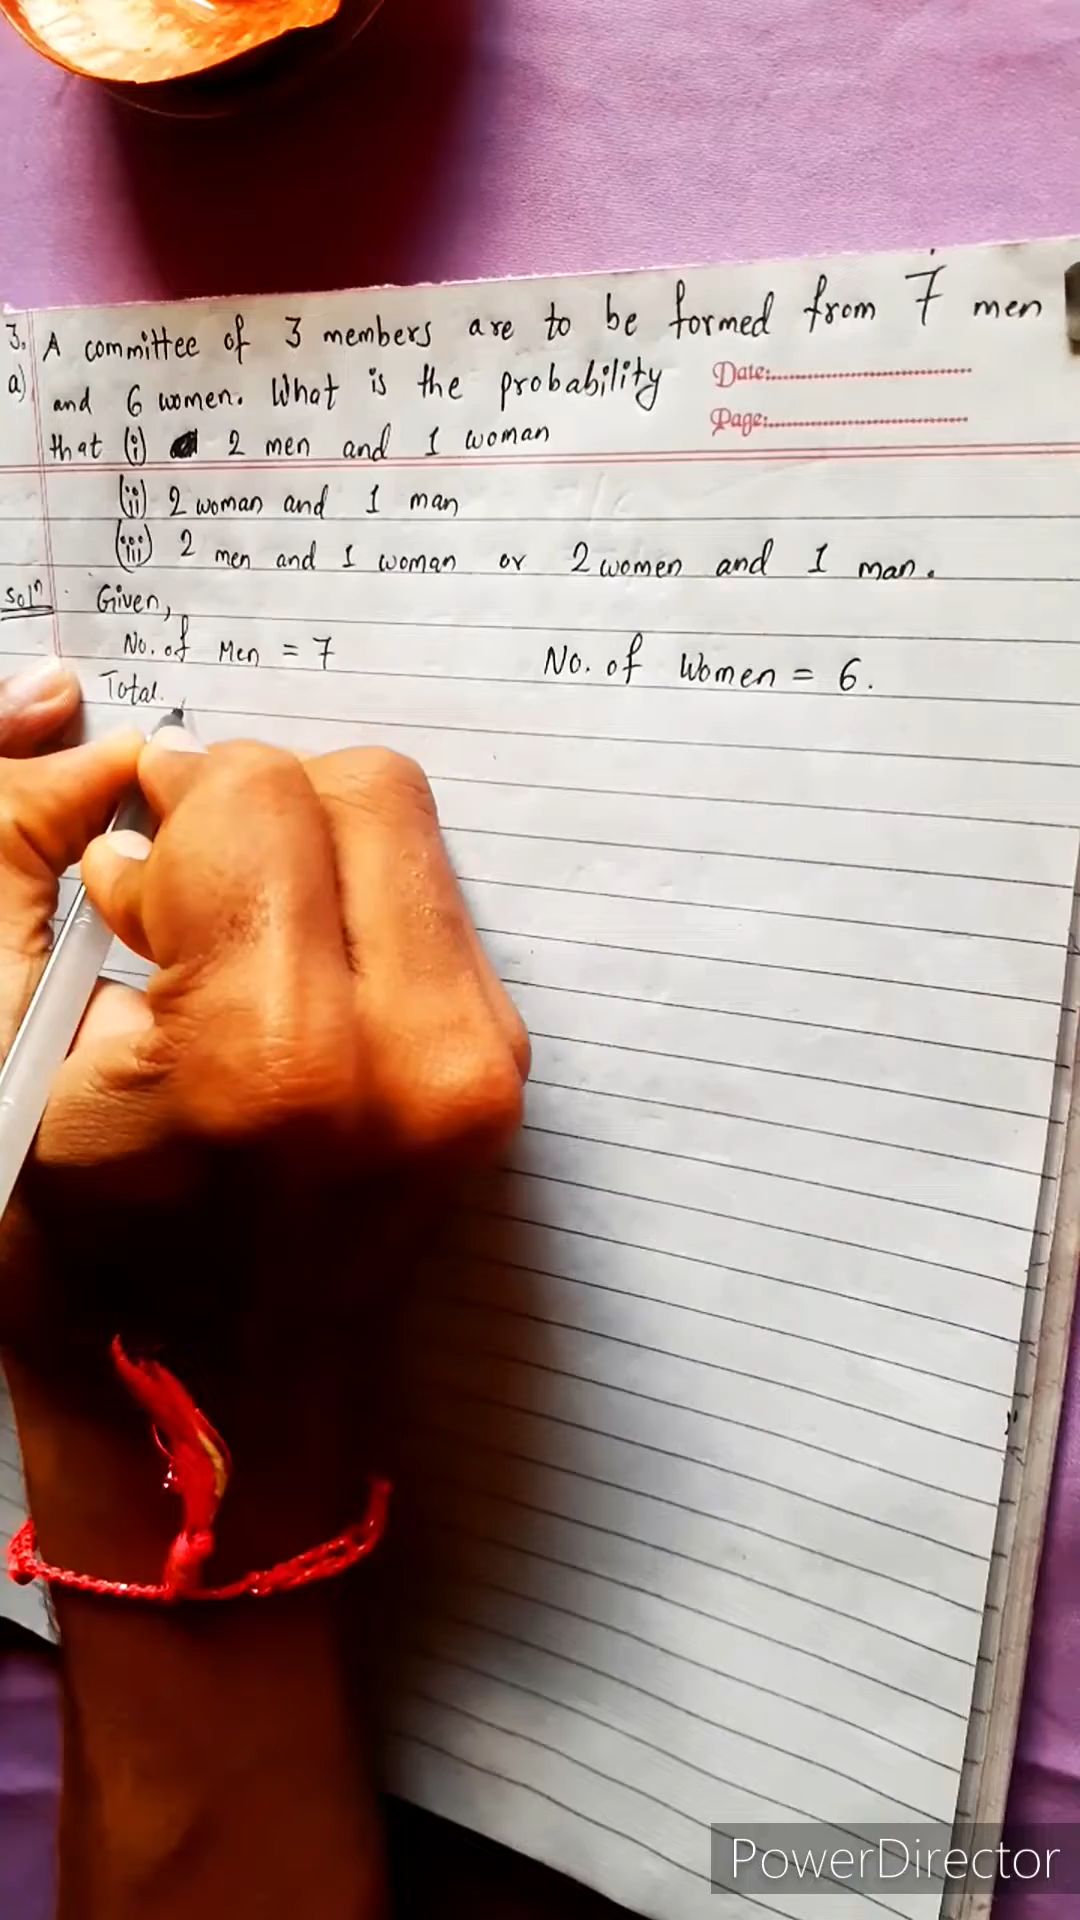 3. A committee of 3 members are to be formed from 7 men
a) and 6 women. What is the probability
Date:
Page:
that (i) 2 men and 1 woman
(ii) 2 woman and 1 man
(iii) 2 men and 1 woman or 2 women and 1 man.
Solⁿ Given,
No. of Men = 7 No. of Women = 6.
Total.
PowerDirector